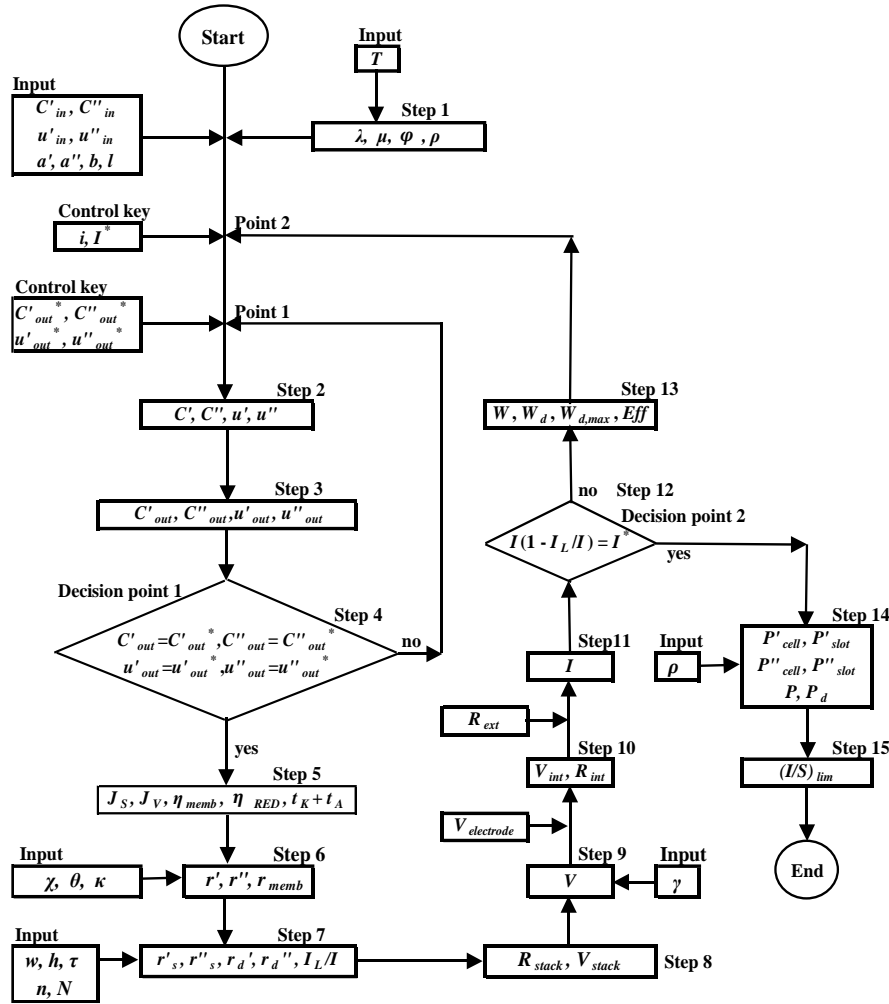 Start
Input
T
Input
C'in, C''in
u'in, u''in
a', a'', b, l
Step 1
λ, μ, φ , ρ
Control key
i, I*
Point 2
Control key
C'out*, C''out*
u'out*, u''out*
Point 1
Step 2
C', C'', u', u''
Step 3
C'out, C''out,u'out, u''out
Decision point 1
Step 4
C'out=C'out*,C''out= C''out*
u'out=u'out*,u''out=u''out*
no
yes
Step 5
JS, JV, ηmemb, η RED, tK + tA
Input
χ, θ, κ
Step 6
r', r'', rmemb
Input
w, h, τ
n, N
Step 7
r's, r''s, rd', rd'', IL/I
Rstack, Vstack
Step 8
Step 9
V
Input
γ
Velectrode
Step 10
Vint, Rint
Rext
Step11
I
no
Step 12
Decision point 2
I(1 - IL/I) = I*
yes
Step 13
W, Wd, Wd,max, Eff
Step 14
Input
ρ
P'cell, P'slot
P''cell, P''slot
P, Pd
Step 15
(I/S)lim
End